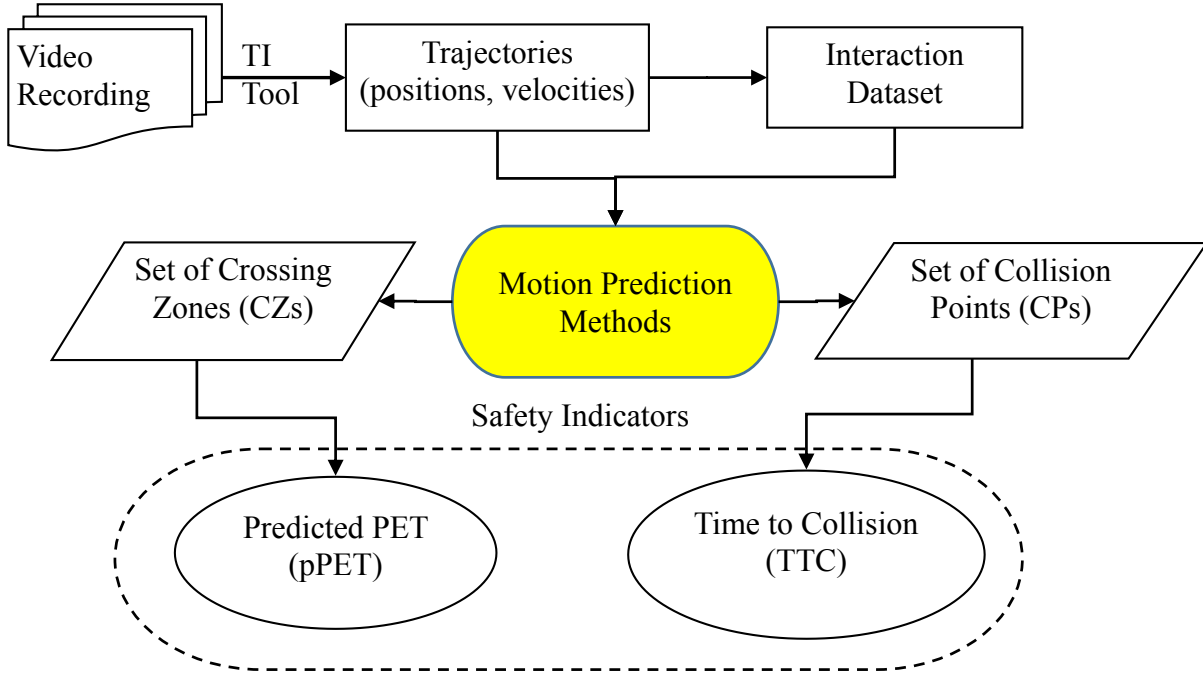 Video
Recording
TI
Tool
Trajectories
(positions, velocities)
Interaction
Dataset
Set of Crossing
Zones (CZs)
Motion Prediction
Methods
Set of Collision
Points (CPs)
Safety Indicators
Predicted PET
(pPET)
Time to Collision
(TTC)